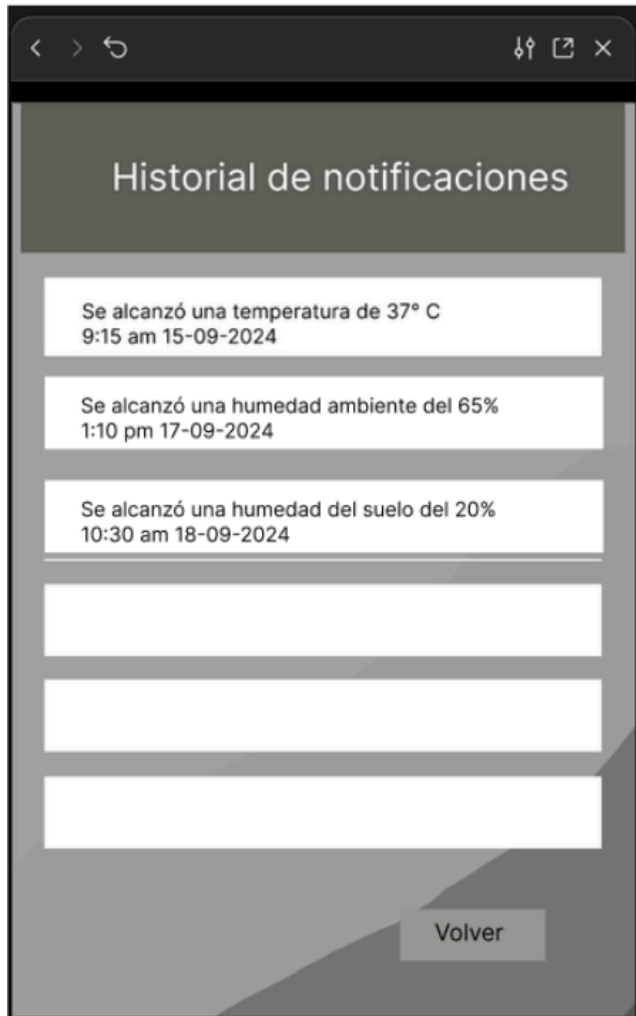 Historial de notificaciones
Se alcanzó una temperatura de 37° C
9:15 am 15-09-2024
Se alcanzó una humedad ambiente del 65%
1:10 pm 17-09-2024
Se alcanzó una humedad del suelo del 20%
10:30 am 18-09-2024
Volver